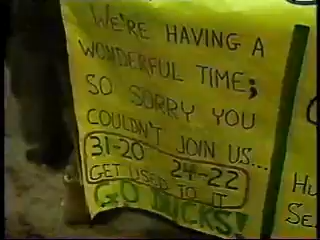 WE'RE HAVING A
WONDERFUL TIME;
SO SORRY YOU
COULDN'T JOIN US...
31-20 24-22
GET USED TO IT
GO DUCKS!